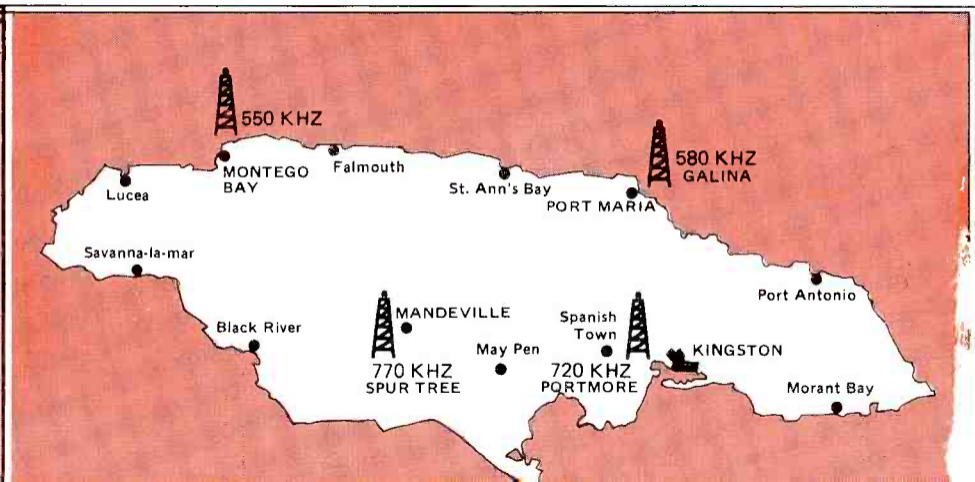 550 KHZ
MONTEGO
BAY
Falmouth
Lucea
St. Ann's Bay
580 KHZ
GALINA
PORT MARIA
Savanna-la-mar
Port Antonio
Black River
MANDEVILLE
770 KHZ
SPUR TREE
May Pen
Spanish
Town
720 KHZ
PORTMORE
KINGSTON
Morant Bay